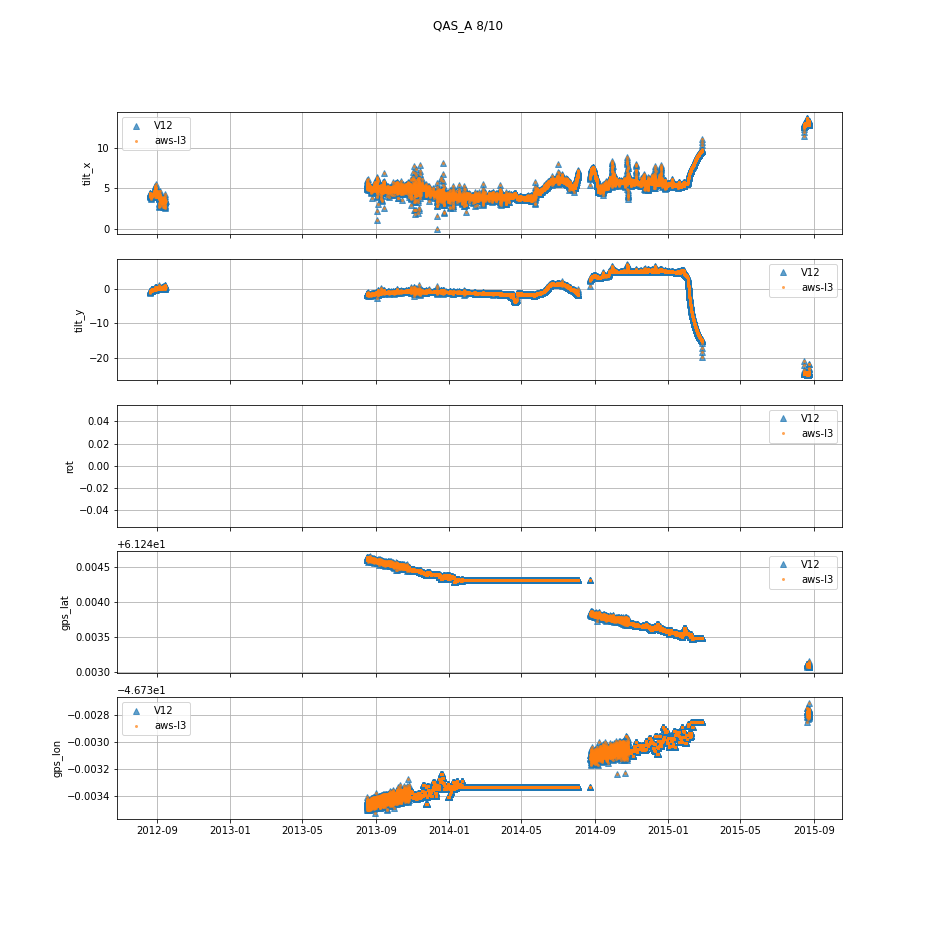 QAS_A 8/10
tilt_x
10
5
0
V12
aws-l3
tilt_y
0
−10
−20
V12
aws-l3
rot
0.04
0.02
0.00
−0.02
−0.04
V12
aws-l3
+6.124e1
gps_lat
0.0045
0.0040
0.0035
0.0030
V12
aws-l3
−4.673e1
gps_lon
−0.0028
−0.0030
−0.0032
−0.0034
V12
aws-l3
2012-09 2013-01 2013-05 2013-09 2014-01 2014-05 2014-09 2015-01 2015-05 2015-09